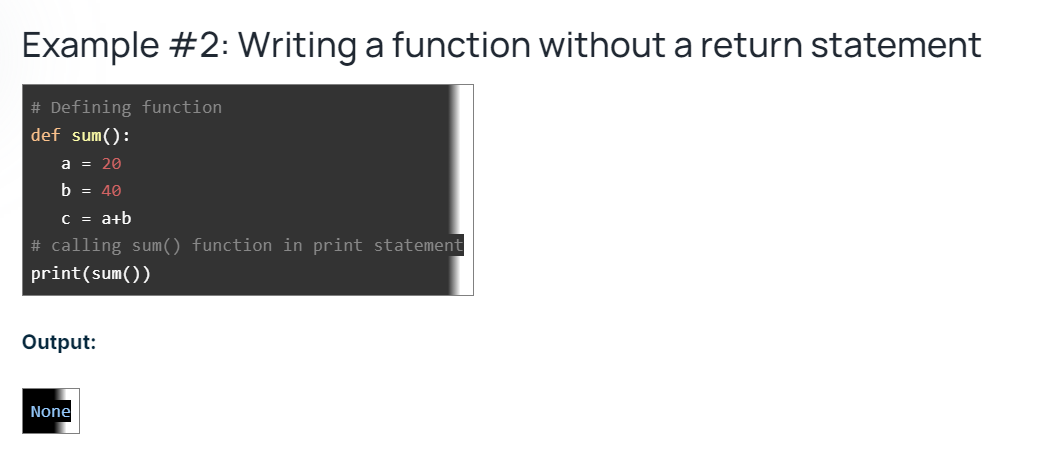 Example #2: Writing a function without a return statement
# Defining function
def sum():
   a = 20
   b = 40
   c = a+b
# calling sum() function in print statement
print(sum())
Output:
None